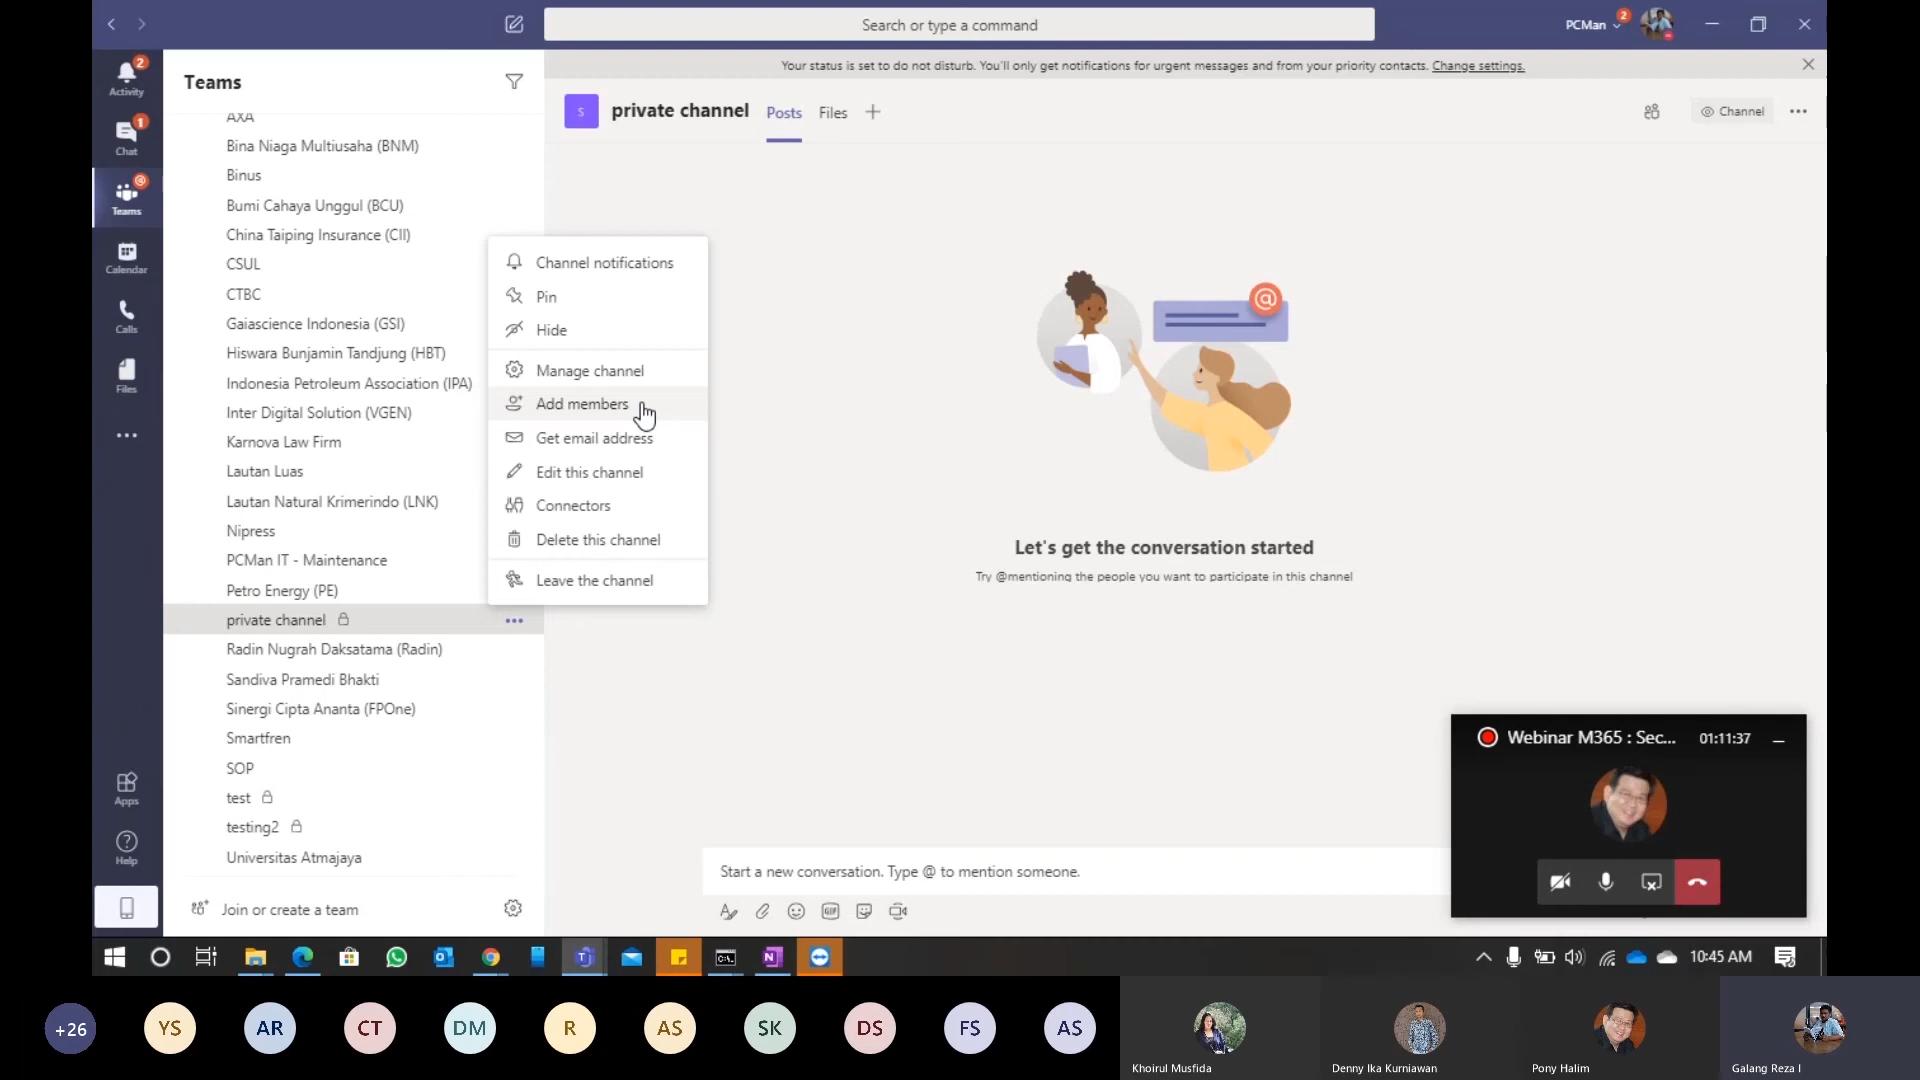 Search or type a command
PCMan
2
Your status is set to do not disturb. You'll only get notifications for urgent messages and from your priority contacts. Change settings.
2
Activity
1
Chat
@
Teams
Calendar
Calls
Files
Apps
Help
Teams
AXA
Bina Niaga Multiusaha (BNM)
Binus
Bumi Cahaya Unggul (BCU)
China Taiping Insurance (CII)
CSUL
CTBC
Gaiascience Indonesia (GSI)
Hiswara Bunjamin Tandjung (HBT)
Indonesia Petroleum Association (IPA)
Inter Digital Solution (VGEN)
Karnova Law Firm
Lautan Luas
Lautan Natural Krimerindo (LNK)
Nipress
PCMan IT - Maintenance
Petro Energy (PE)
private channel
Radin Nugrah Daksatama (Radin)
Sandiva Pramedi Bhakti
Sinergi Cipta Ananta (FPOne)
Smartfren
SOP
test
testing2
Universitas Atmajaya
Join or create a team
Channel notifications
Pin
Hide
Manage channel
Add members
Get email address
Edit this channel
Connectors
Delete this channel
Leave the channel
S
private channel
Posts
Files
Channel
@
Let's get the conversation started
Try @mentioning the people you want to participate in this channel
Start a new conversation. Type @ to mention someone.
GIF
Webinar M365 : Sec...
01:11:37
10:45 AM
+26
YS
AR
CT
DM
R
AS
SK
DS
FS
AS
Khoirul Musfida
Denny Ika Kurniawan
Pony Halim
Galang Reza I